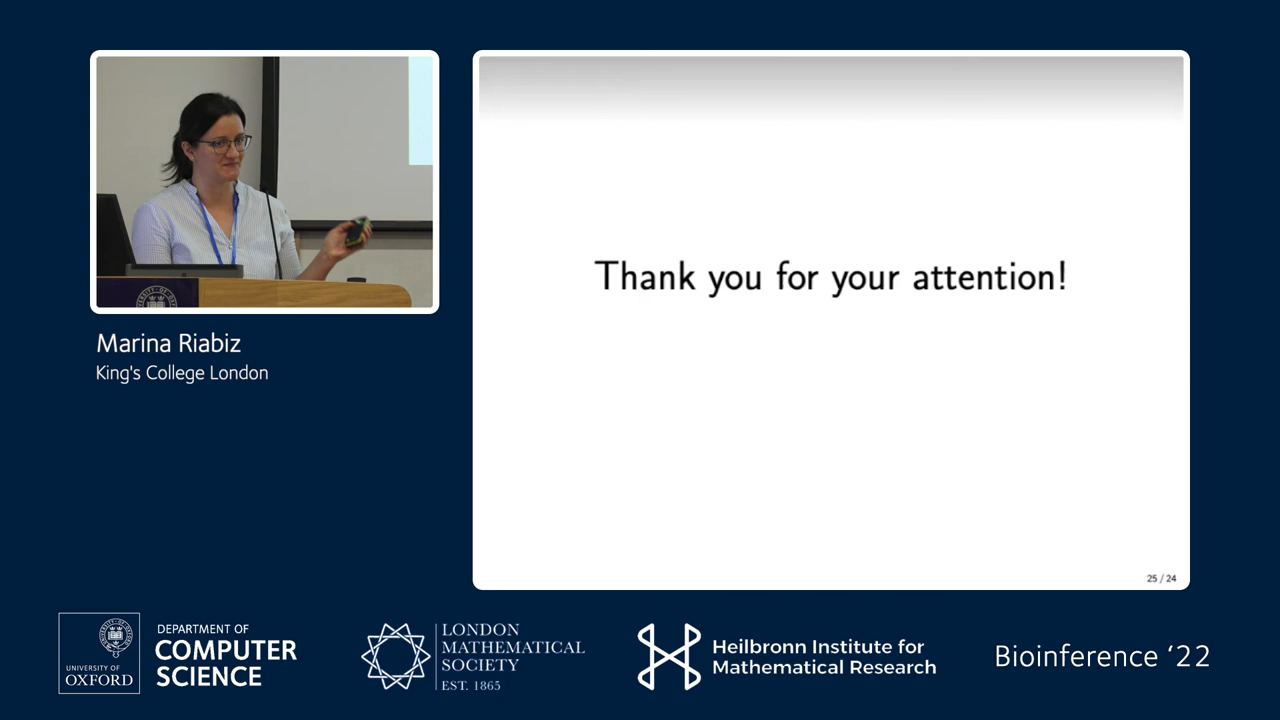 Thank you for your attention!
25 / 24
Marina Riabiz
King's College London
UNIVERSITY OF
OXFORD
DEPARTMENT OF
COMPUTER
SCIENCE
LONDON
MATHEMATICAL
SOCIETY
EST. 1865
Heilbronn Institute for
Mathematical Research
Bioinference ‘22